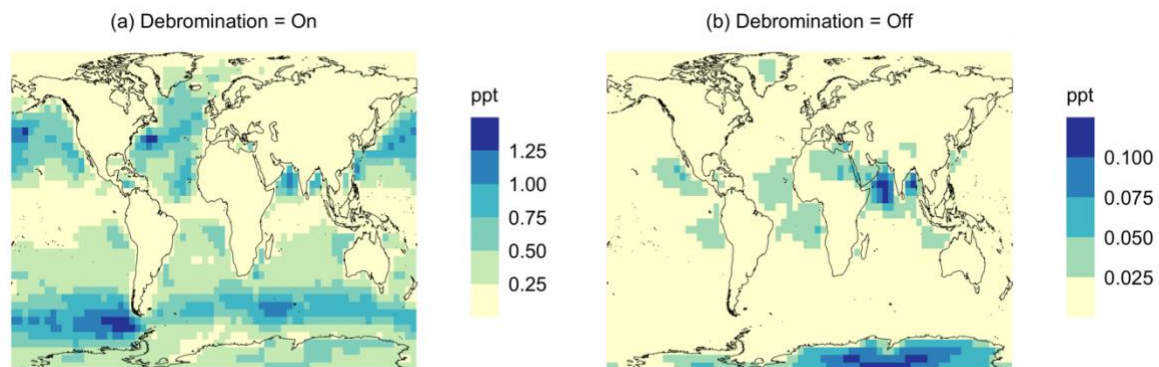 (a) Debromination = On
ppt
1.25
1.00
0.75
0.50
0.25
(b) Debromination = Off
ppt
0.100
0.075
0.050
0.025